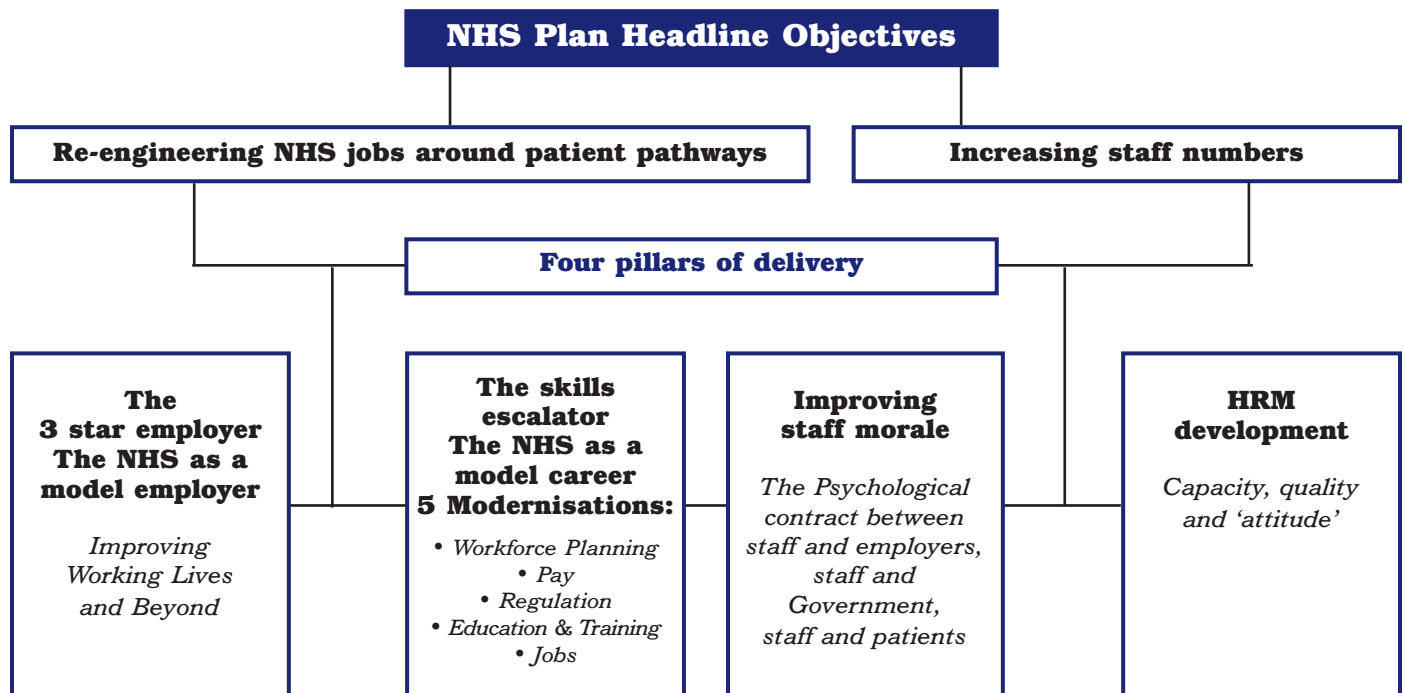 NHS Plan Headline Objectives
Re-engineering NHS jobs around patient pathways
Increasing staff numbers
Four pillars of delivery
The
3 star employer
The NHS as a
model employer
Improving
Working Lives
and Beyond
The skills
escalator
The NHS as a
model career
5 Modernisations:
• Workforce Planning
• Pay
• Regulation
• Education & Training
• Jobs
Improving
staff morale
The Psychological
contract between
staff and employers,
staff and
Government,
staff and patients
HRM
development
Capacity, quality
and ‘attitude’